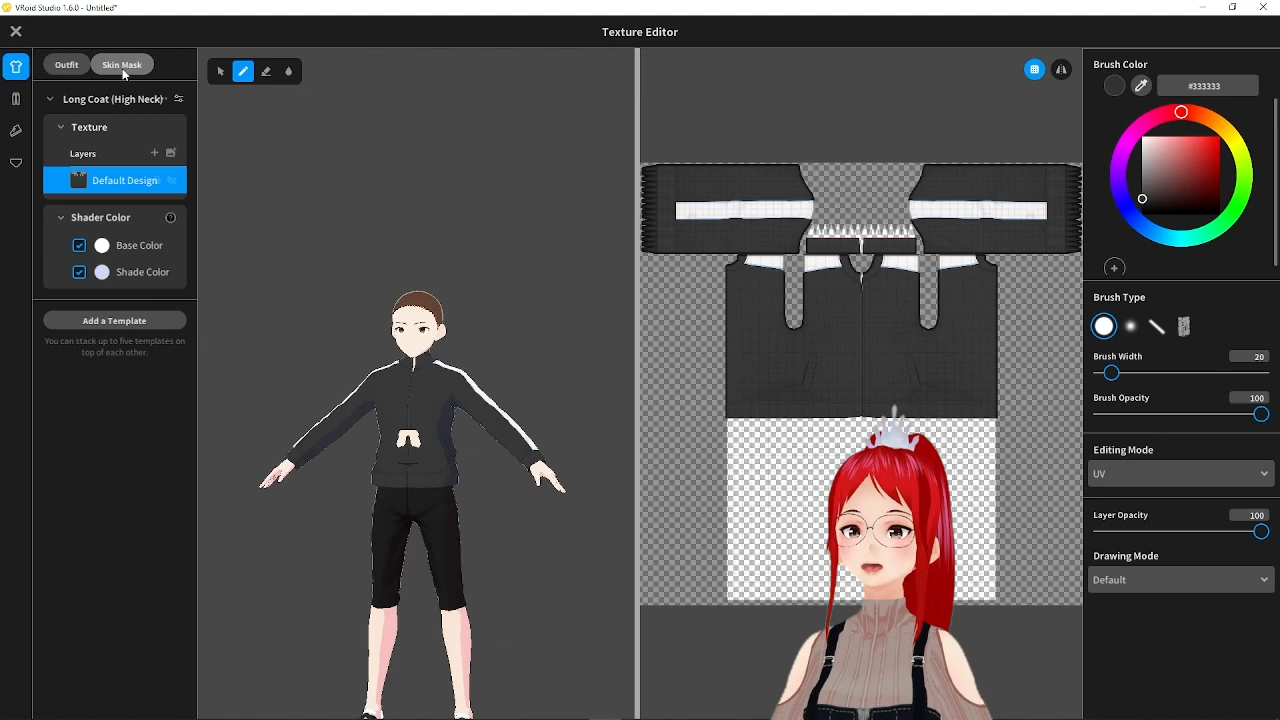 VRoid Studio 1.6.0 - Untitled*
Texture Editor
Outfit
Skin Mask
Long Coat (High Neck)
Texture
Layers
Default Design
Shader Color
Base Color
Shade Color
Add a Template
You can stack up to five templates on
top of each other.
Brush Color
#333333
Brush Type
Brush Width
20
Brush Opacity
100
Editing Mode
UV
Layer Opacity
100
Drawing Mode
Default